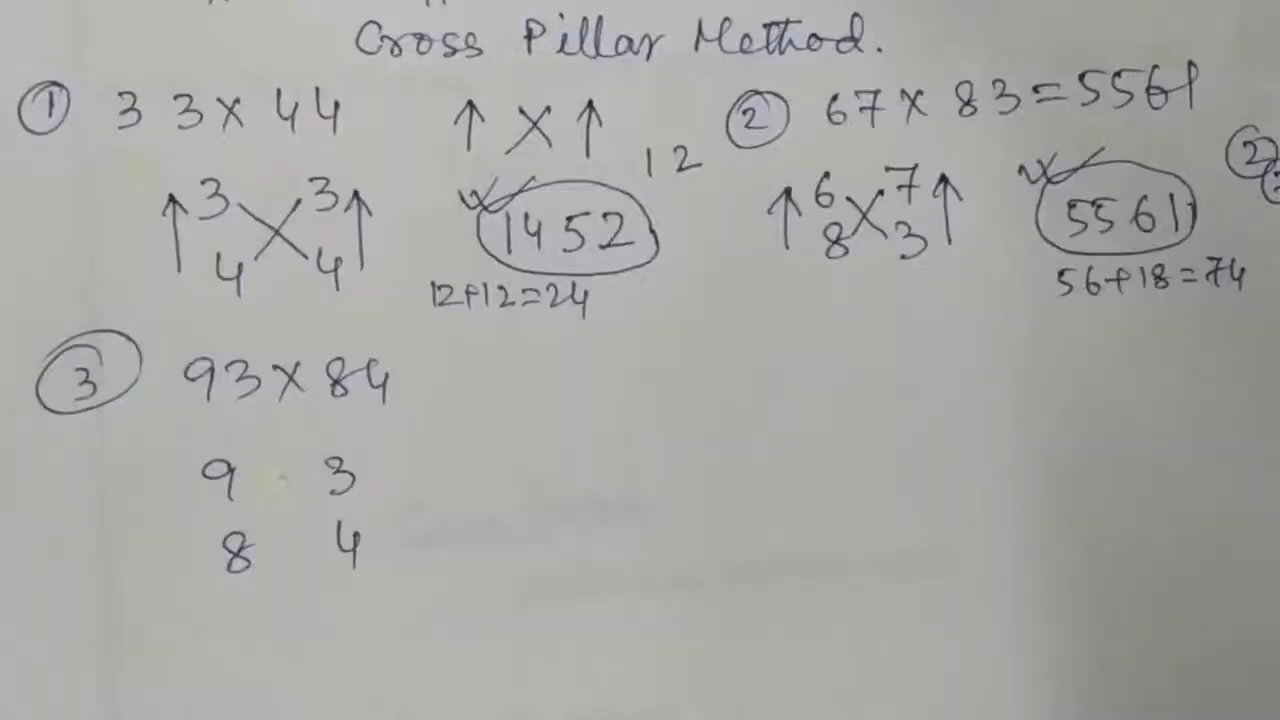 Cross Pillar Method.
① 33 × 44
↑ × ↑
12
↑ 3 × 3 ↑
4 4
1452
12+12=24
② 67 × 83 = 5561
↑ 6 × 7 ↑
8 3
5561
56+18=74
2
③ 93 × 84
9 3
8 4